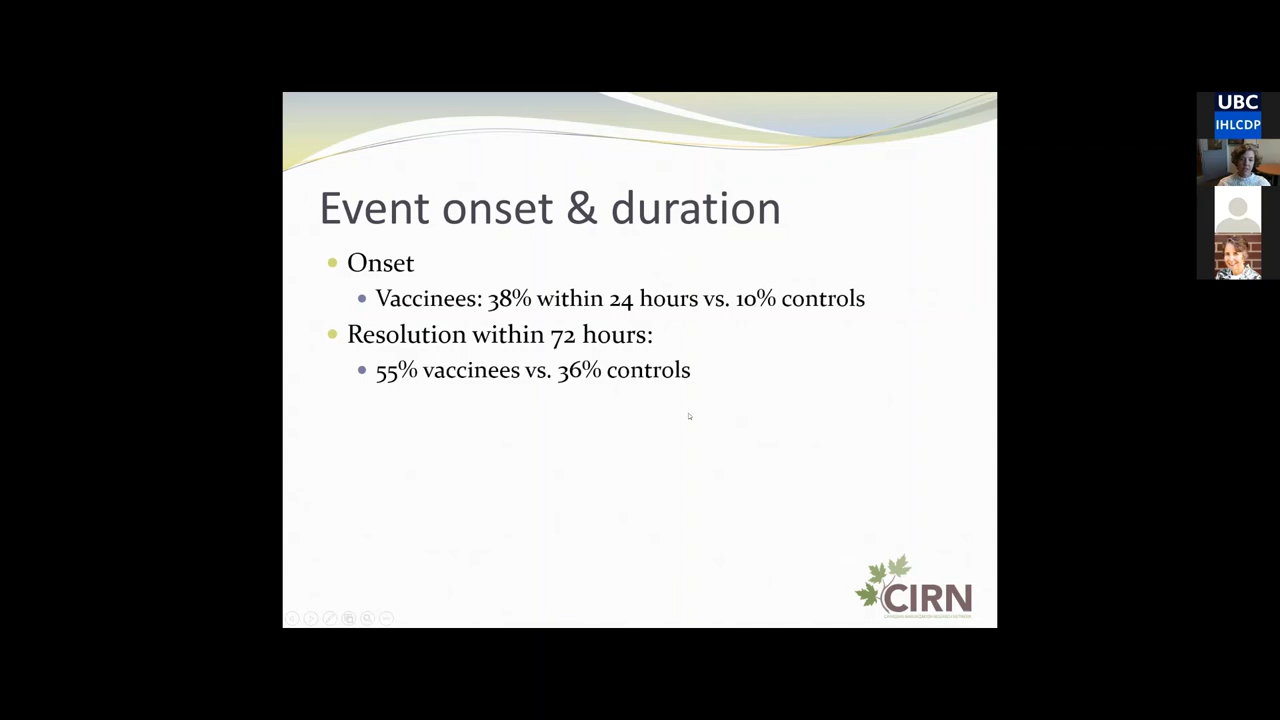 Event onset & duration
Onset
Vaccinees: 38% within 24 hours vs. 10% controls
Resolution within 72 hours:
55% vaccinees vs. 36% controls
CIRN
UBC
IHLCDP